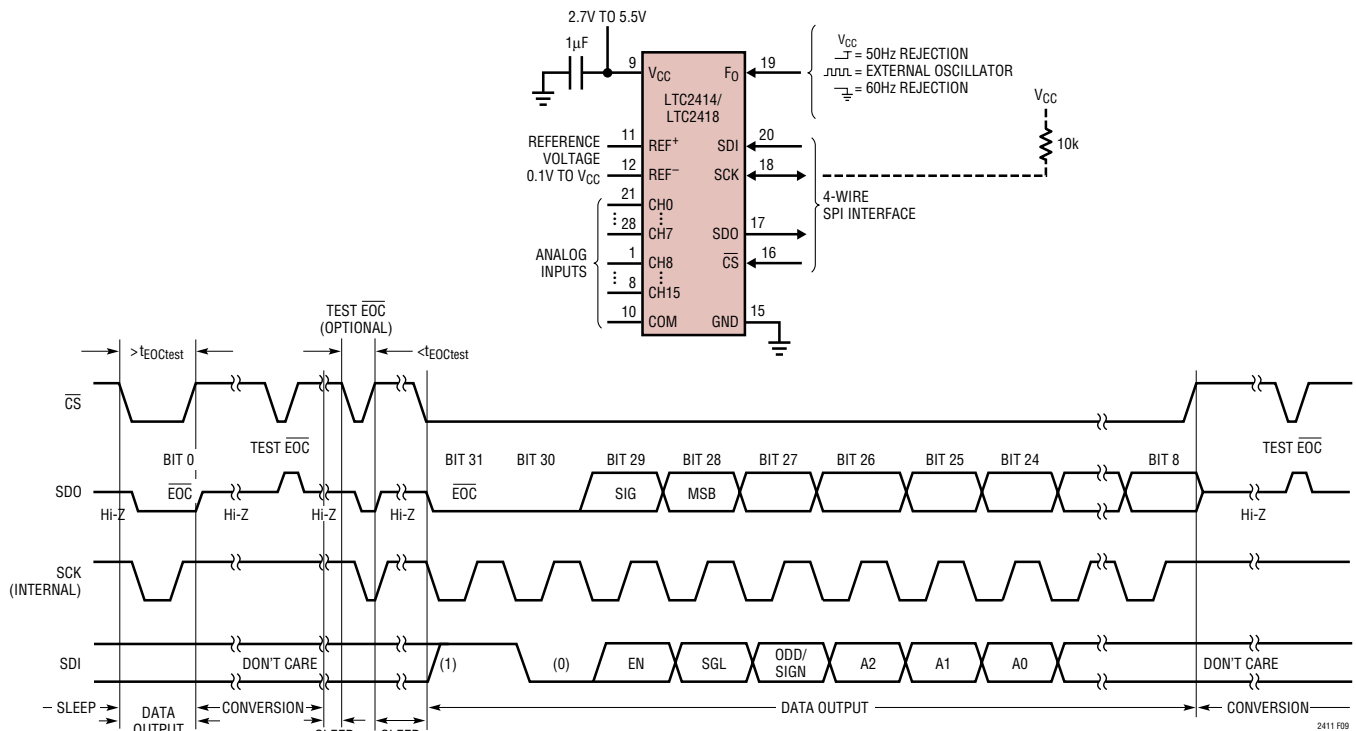 2.7V TO 5.5V
1µF
9
VCC
LTC2414/
LTC2418
FO
19
VCC
= 50Hz REJECTION
= EXTERNAL OSCILLATOR
= 60Hz REJECTION
VCC
10k
REFERENCE
VOLTAGE
0.1V TO VCC
11
REF+
12
REF–
SDI
20
SCK
18
4-WIRE
SPI INTERFACE
ANALOG
INPUTS
21
CH0
28
CH7
1
CH8
8
CH15
10
COM
SDO
17
CS
16
GND
15
TEST EOC
(OPTIONAL)
>tEOCtest
<tEOCtest
CS
TEST EOC
TEST EOC
BIT 0
BIT 31
BIT 30
BIT 29
BIT 28
BIT 27
BIT 26
BIT 25
BIT 24
BIT 8
SDO
EOC
EOC
SIG
MSB
Hi-Z
Hi-Z
Hi-Z
Hi-Z
Hi-Z
SCK
(INTERNAL)
SDI
DON'T CARE
(1)
(0)
EN
SGL
ODD/
SIGN
A2
A1
A0
DON'T CARE
SLEEP
DATA
OUTPUT
CONVERSION
SLEEP
SLEEP
DATA OUTPUT
CONVERSION
2411 F09